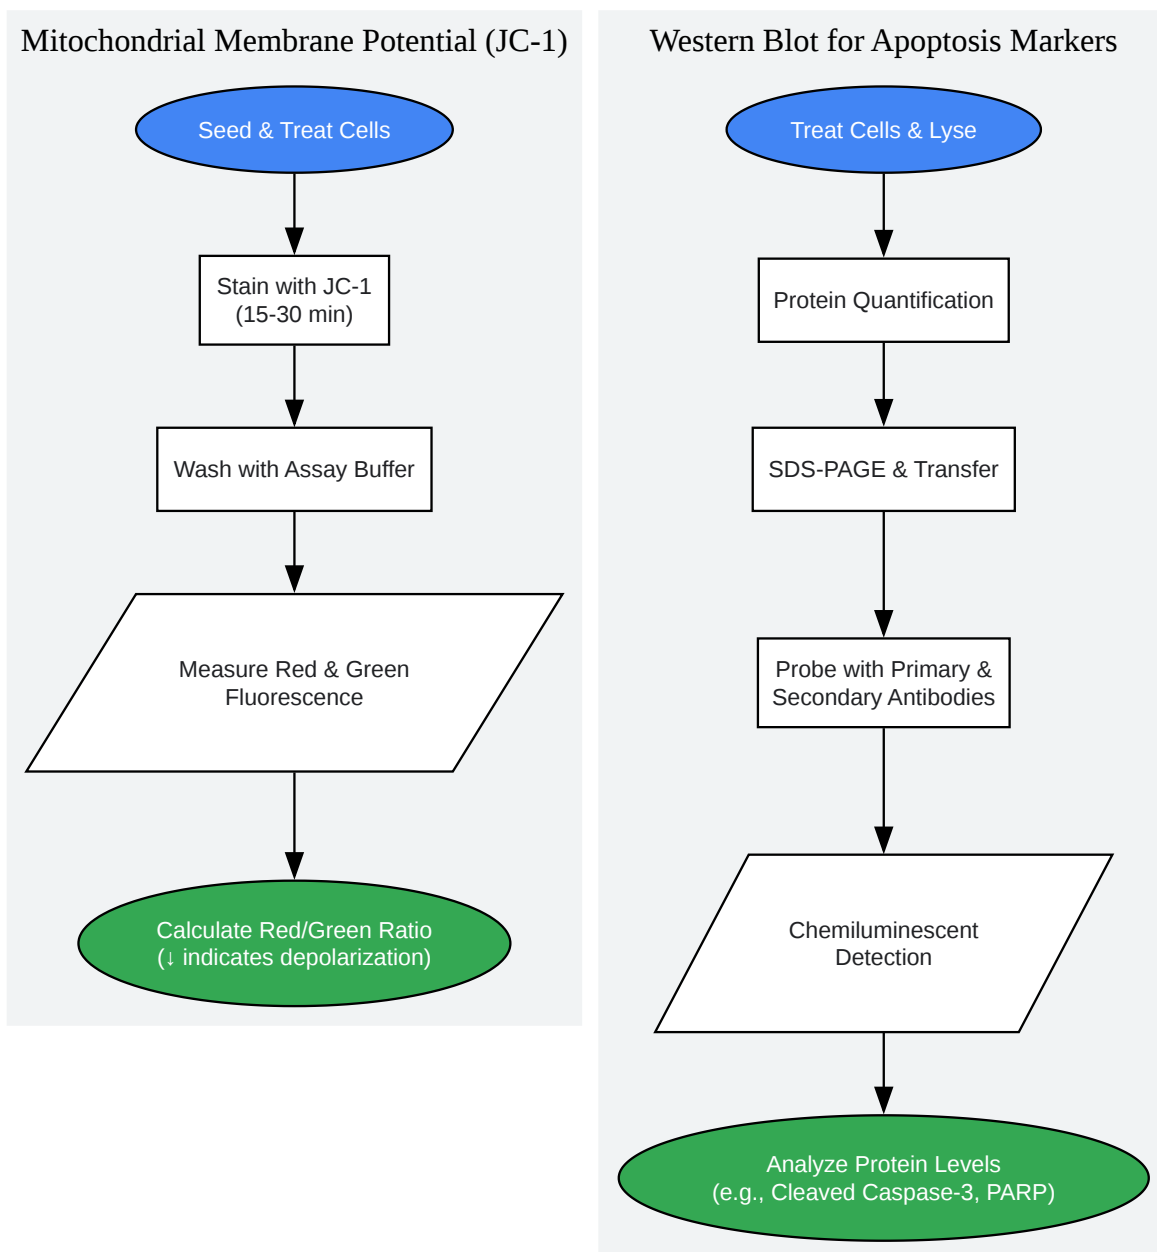 Mitochondrial Membrane Potential (JC-1)
Seed & Treat Cells
Stain with JC-1
(15-30 min)
Wash with Assay Buffer
Measure Red & Green
Fluorescence
Calculate Red/Green Ratio
(↓ indicates depolarization)
Western Blot for Apoptosis Markers
Treat Cells & Lyse
Protein Quantification
SDS-PAGE & Transfer
Probe with Primary &
Secondary Antibodies
Chemiluminescent
Detection
Analyze Protein Levels
(e.g., Cleaved Caspase-3, PARP)